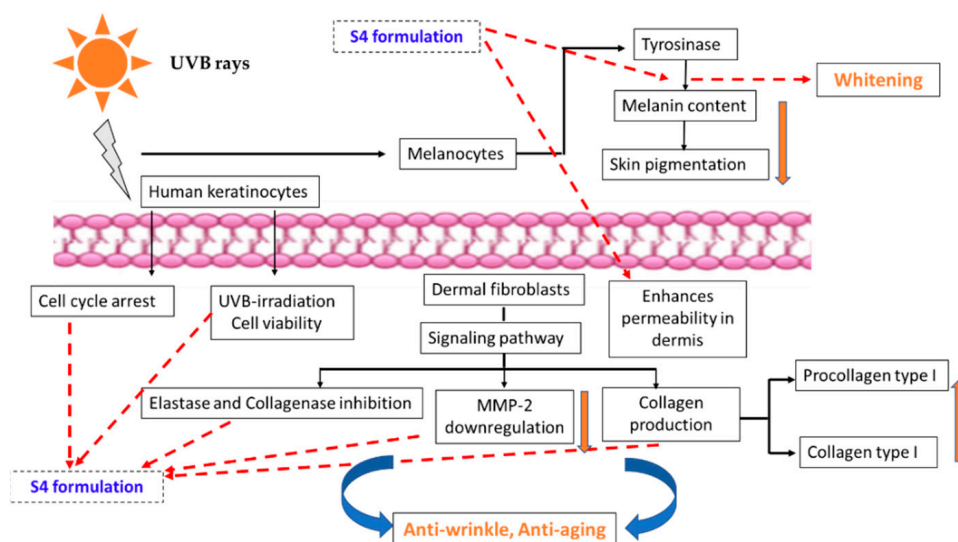 UVB rays
S4 formulation
Tyrosinase
Whitening
Melanin content
Melanocytes
Skin pigmentation
Human keratinocytes
Cell cycle arrest
UVB-irradiation
Cell viability
Dermal fibroblasts
Signaling pathway
Enhances
permeability in
dermis
Elastase and Collagenase inhibition
MMP-2
downregulation
Collagen
production
Procollagen type I
Collagen type I
S4 formulation
Anti-wrinkle, Anti-aging